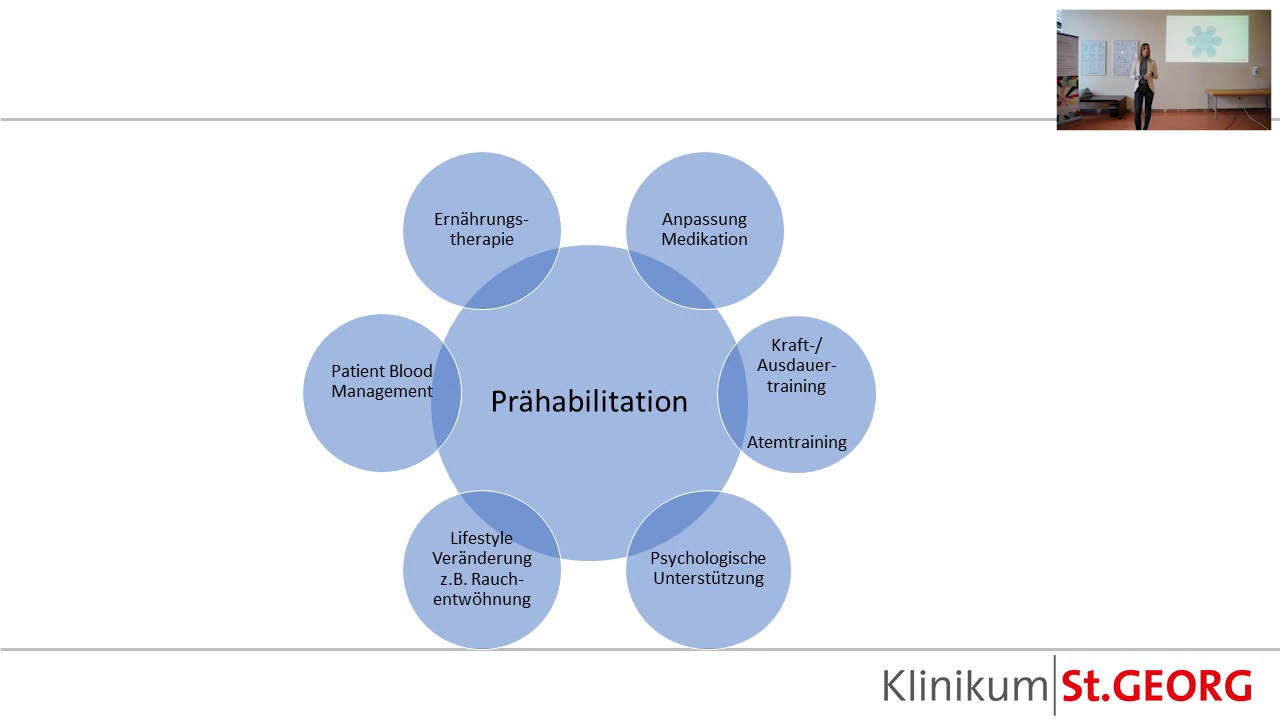 Ernährungs-
therapie
Anpassung
Medikation
Patient Blood
Management
Prähabilitation
Kraft-/
Ausdauer-
training
Atemtraining
Lifestyle
Veränderung
z.B. Rauch-
entwöhnung
Psychologische
Unterstützung
Klinikum St.GEORG